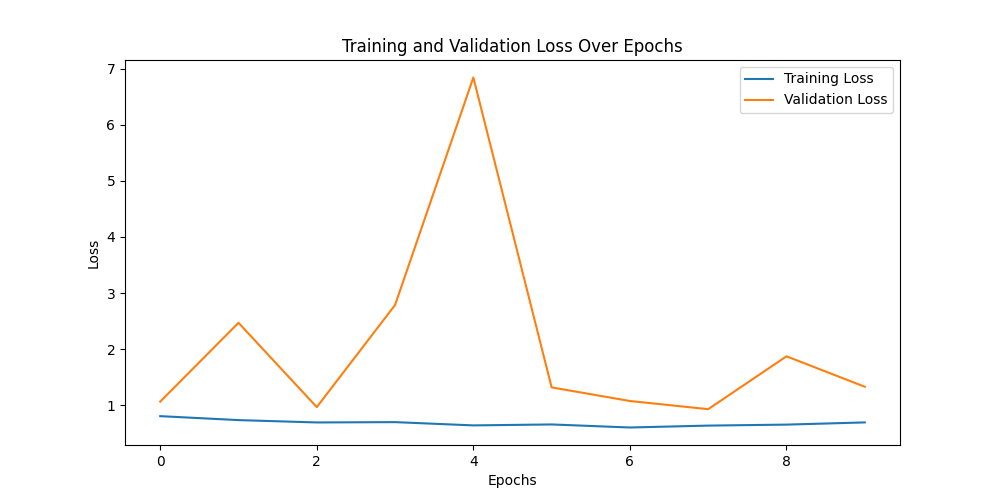 Training and Validation Loss Over Epochs
Training Loss
Validation Loss
7
6
5
4
3
2
1
Loss
0 2 4 6 8
Epochs